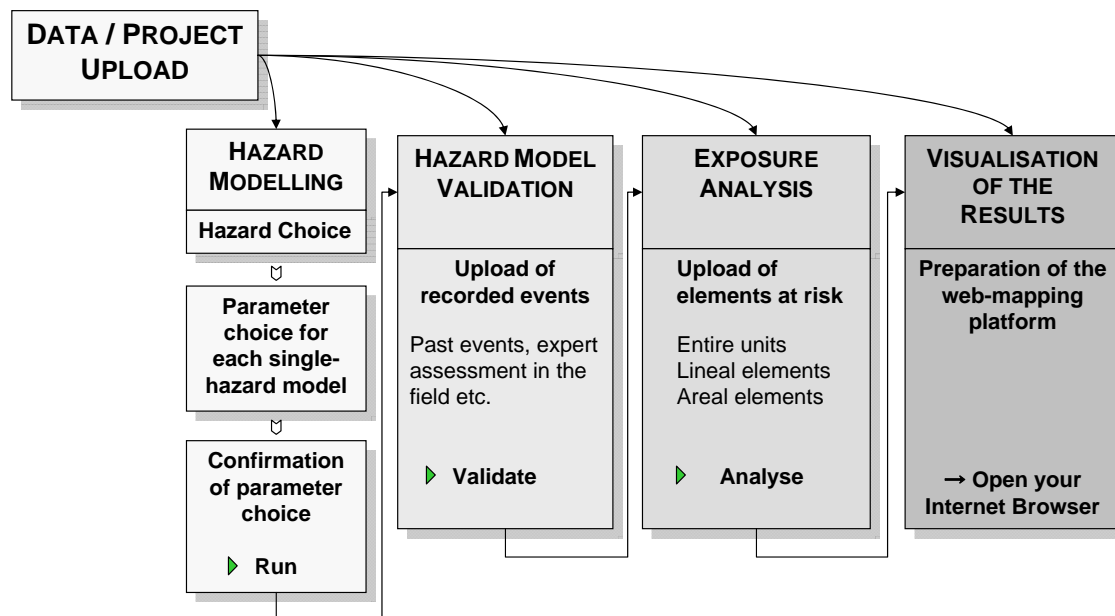 DATA / PROJECT
UPLOAD
HAZARD
MODELLING
Hazard Choice
Parameter
choice for
each single-
hazard model
Confirmation
of parameter
choice
Run
HAZARD MODEL
VALIDATION
Upload of
recorded events
Past events, expert
assessment in the
field etc.
Validate
EXPOSURE
ANALYSIS
Upload of
elements at risk
Entire units
Lineal elements
Areal elements
Analyse
VISUALISATION
OF THE
RESULTS
Preparation of the
web-mapping
platform
→ Open your
Internet Browser